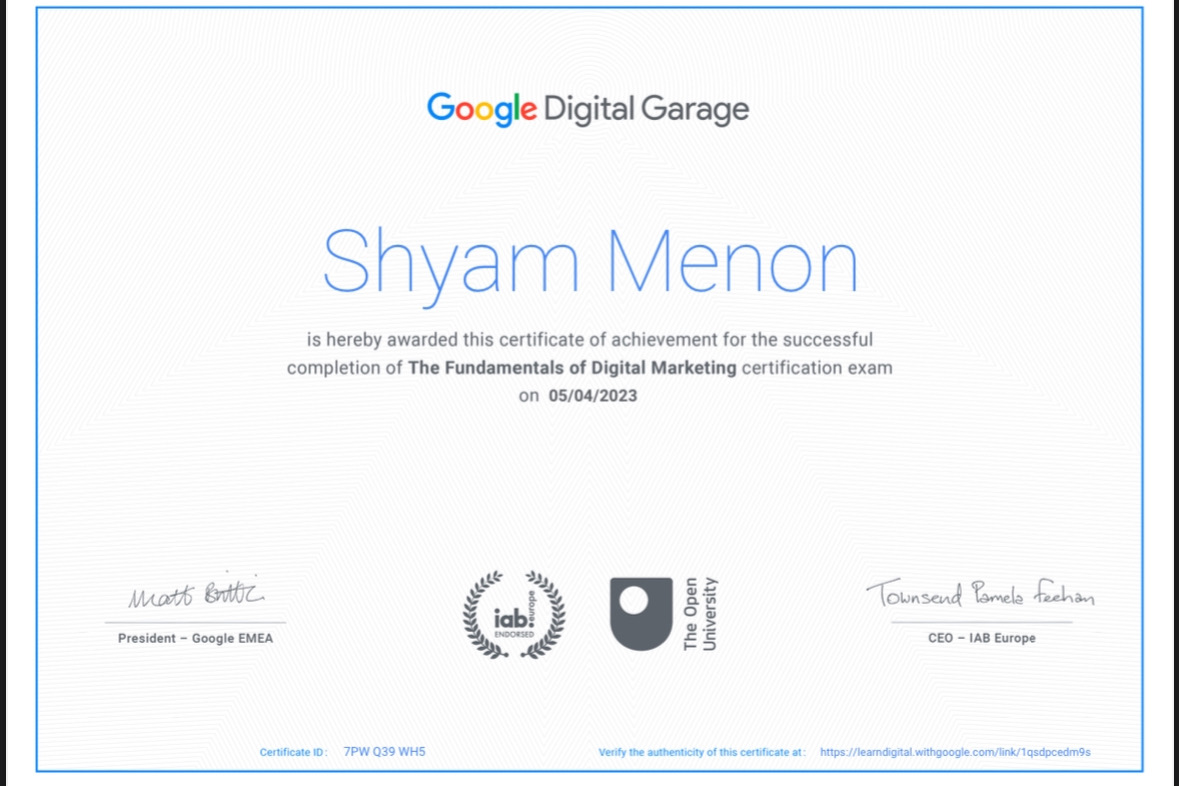 Google Digital Garage
Shyam Menon
is hereby awarded this certificate of achievement for the successful
completion of The Fundamentals of Digital Marketing certification exam
on 05/04/2023
Matt Brittin
President – Google EMEA
iab europe
ENDORSED
The Open
University
Townsend Pamela Feehan
CEO – IAB Europe
Certificate ID: 7PW Q39 WH5
Verify the authenticity of this certificate at: https://learndigital.withgoogle.com/link/1qsdpcedm9s